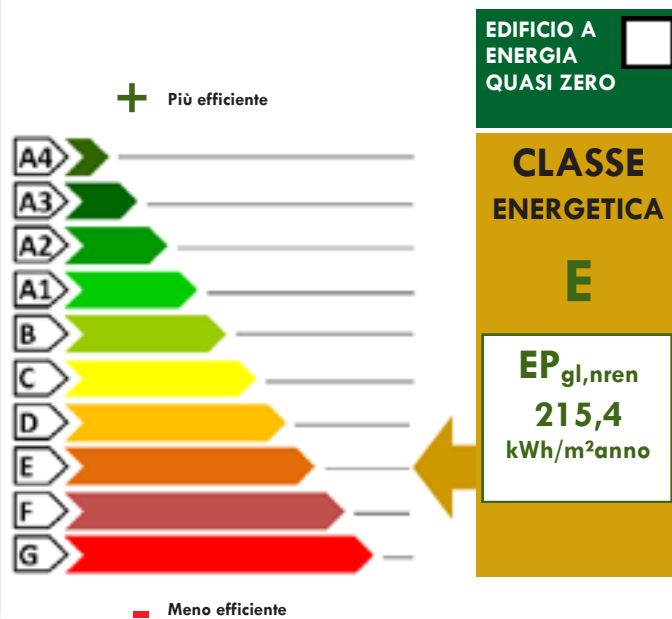 EDIFICIO A
ENERGIA
QUASI ZERO
+ Più efficiente
A4
A3
A2
A1
B
C
D
E
F
G
- Meno efficiente
CLASSE
ENERGETICA
E
EPgl,nren
215,4
kWh/m²anno